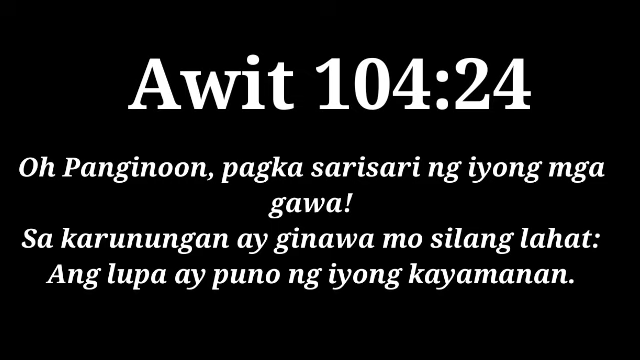 Awit 104:24
Oh Panginoon, pagka sarisari ng iyong mga
gawa!
Sa karunungan ay ginawa mo silang lahat:
Ang lupa ay puno ng iyong kayamanan.